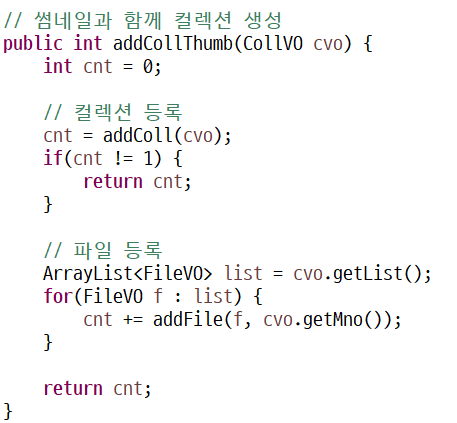 // 썸네일과 함께 컬렉션 생성
public int addCollThumb(CollVO cvo) {
    int cnt = 0;

    // 컬렉션 등록
    cnt = addColl(cvo);
    if(cnt != 1) {
        return cnt;
    }

    // 파일 등록
    ArrayList<FileVO> list = cvo.getList();
    for(FileVO f : list) {
        cnt += addFile(f, cvo.getMno());
    }

    return cnt;
}